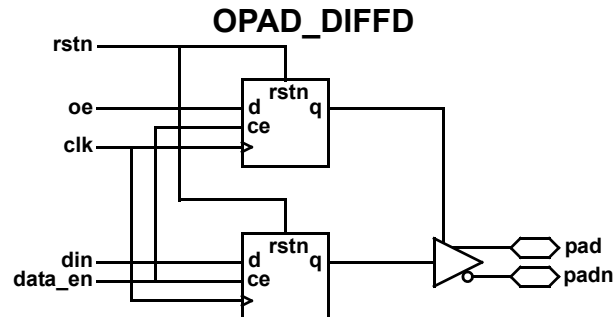 OPAD_DIFFD
rstn
rstn
oe
d
q
ce
clk
rstn
din
d
q
pad
data_en
ce
padn